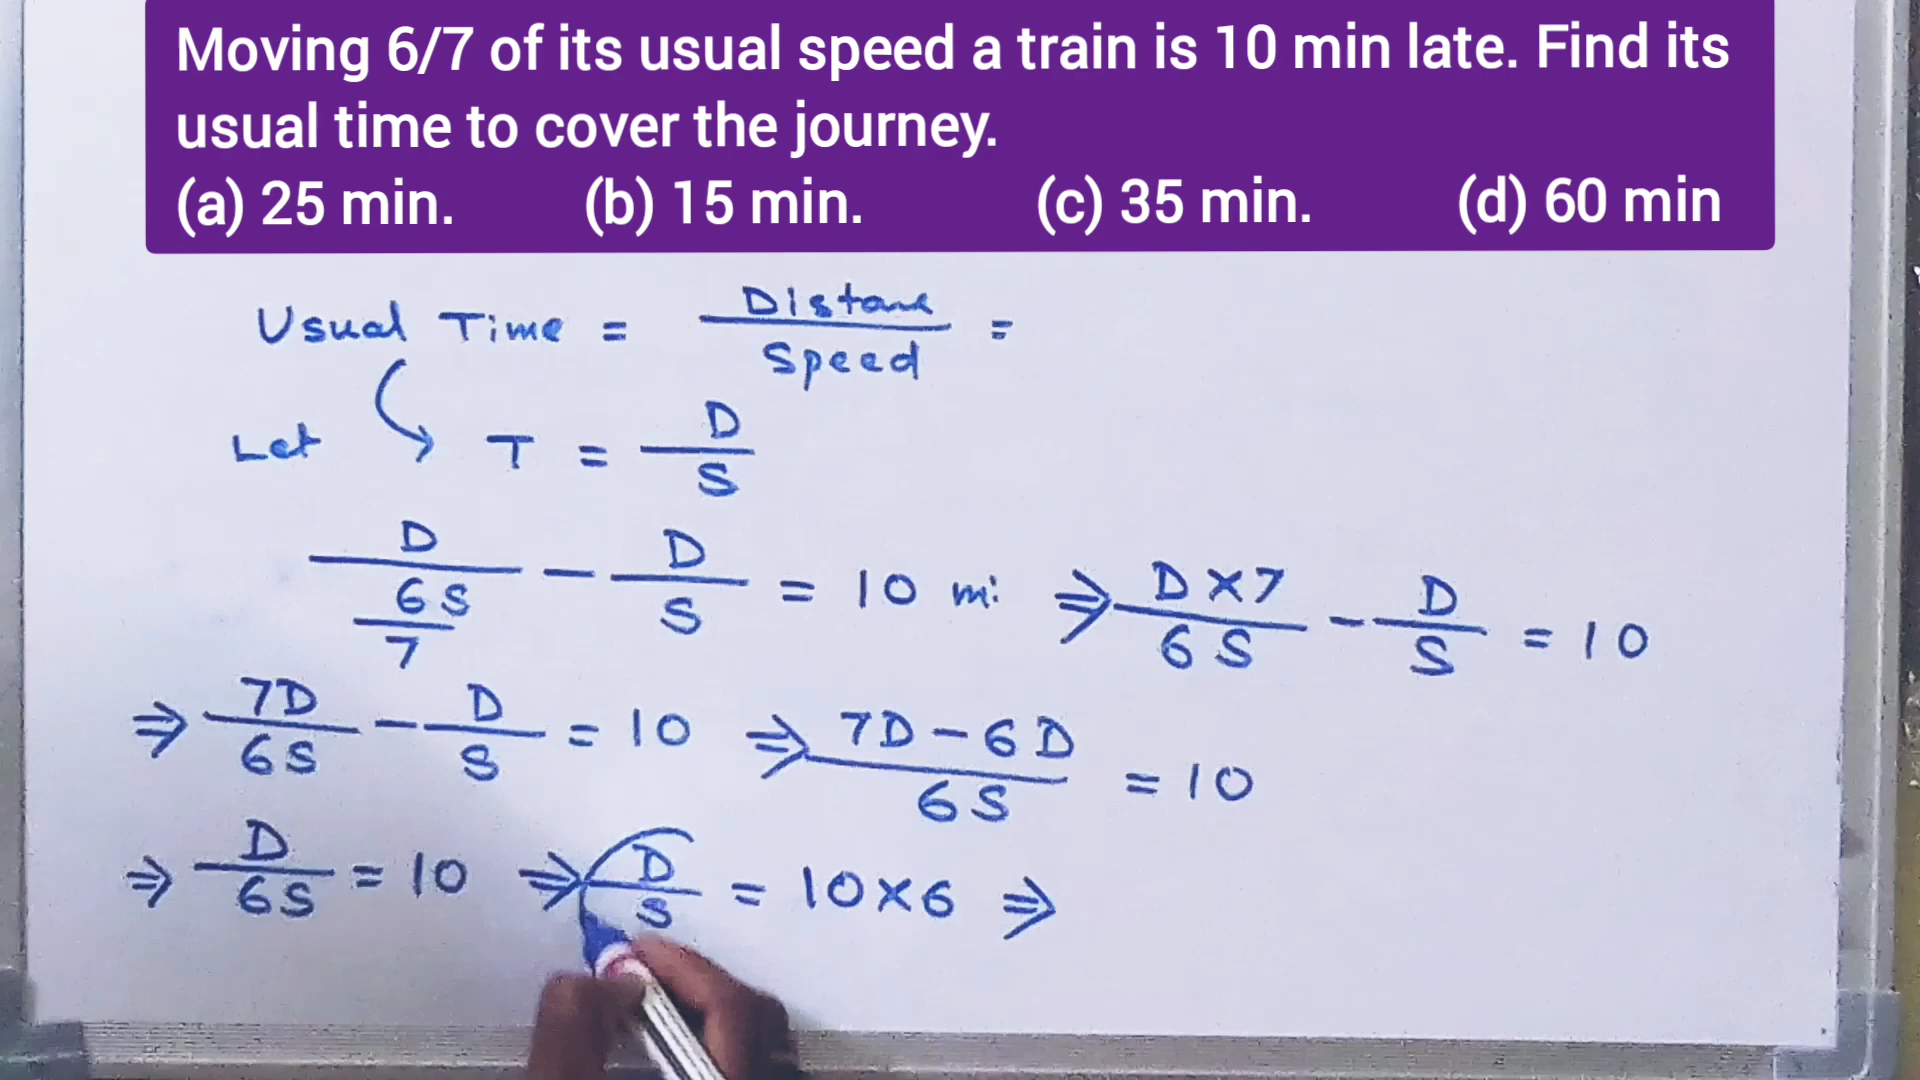 Moving 6/7 of its usual speed a train is 10 min late. Find its
usual time to cover the journey.
(a) 25 min. (b) 15 min. (c) 35 min. (d) 60 min
Usual Time = Distance / Speed =
Let T = D / S
D / (6S / 7) - D / S = 10 mi ⇒ D×7 / 6S - D / S = 10
⇒ 7D / 6S - D / S = 10 ⇒ 7D - 6D / 6S = 10
⇒ D / 6S = 10 ⇒ D / S = 10×6 ⇒